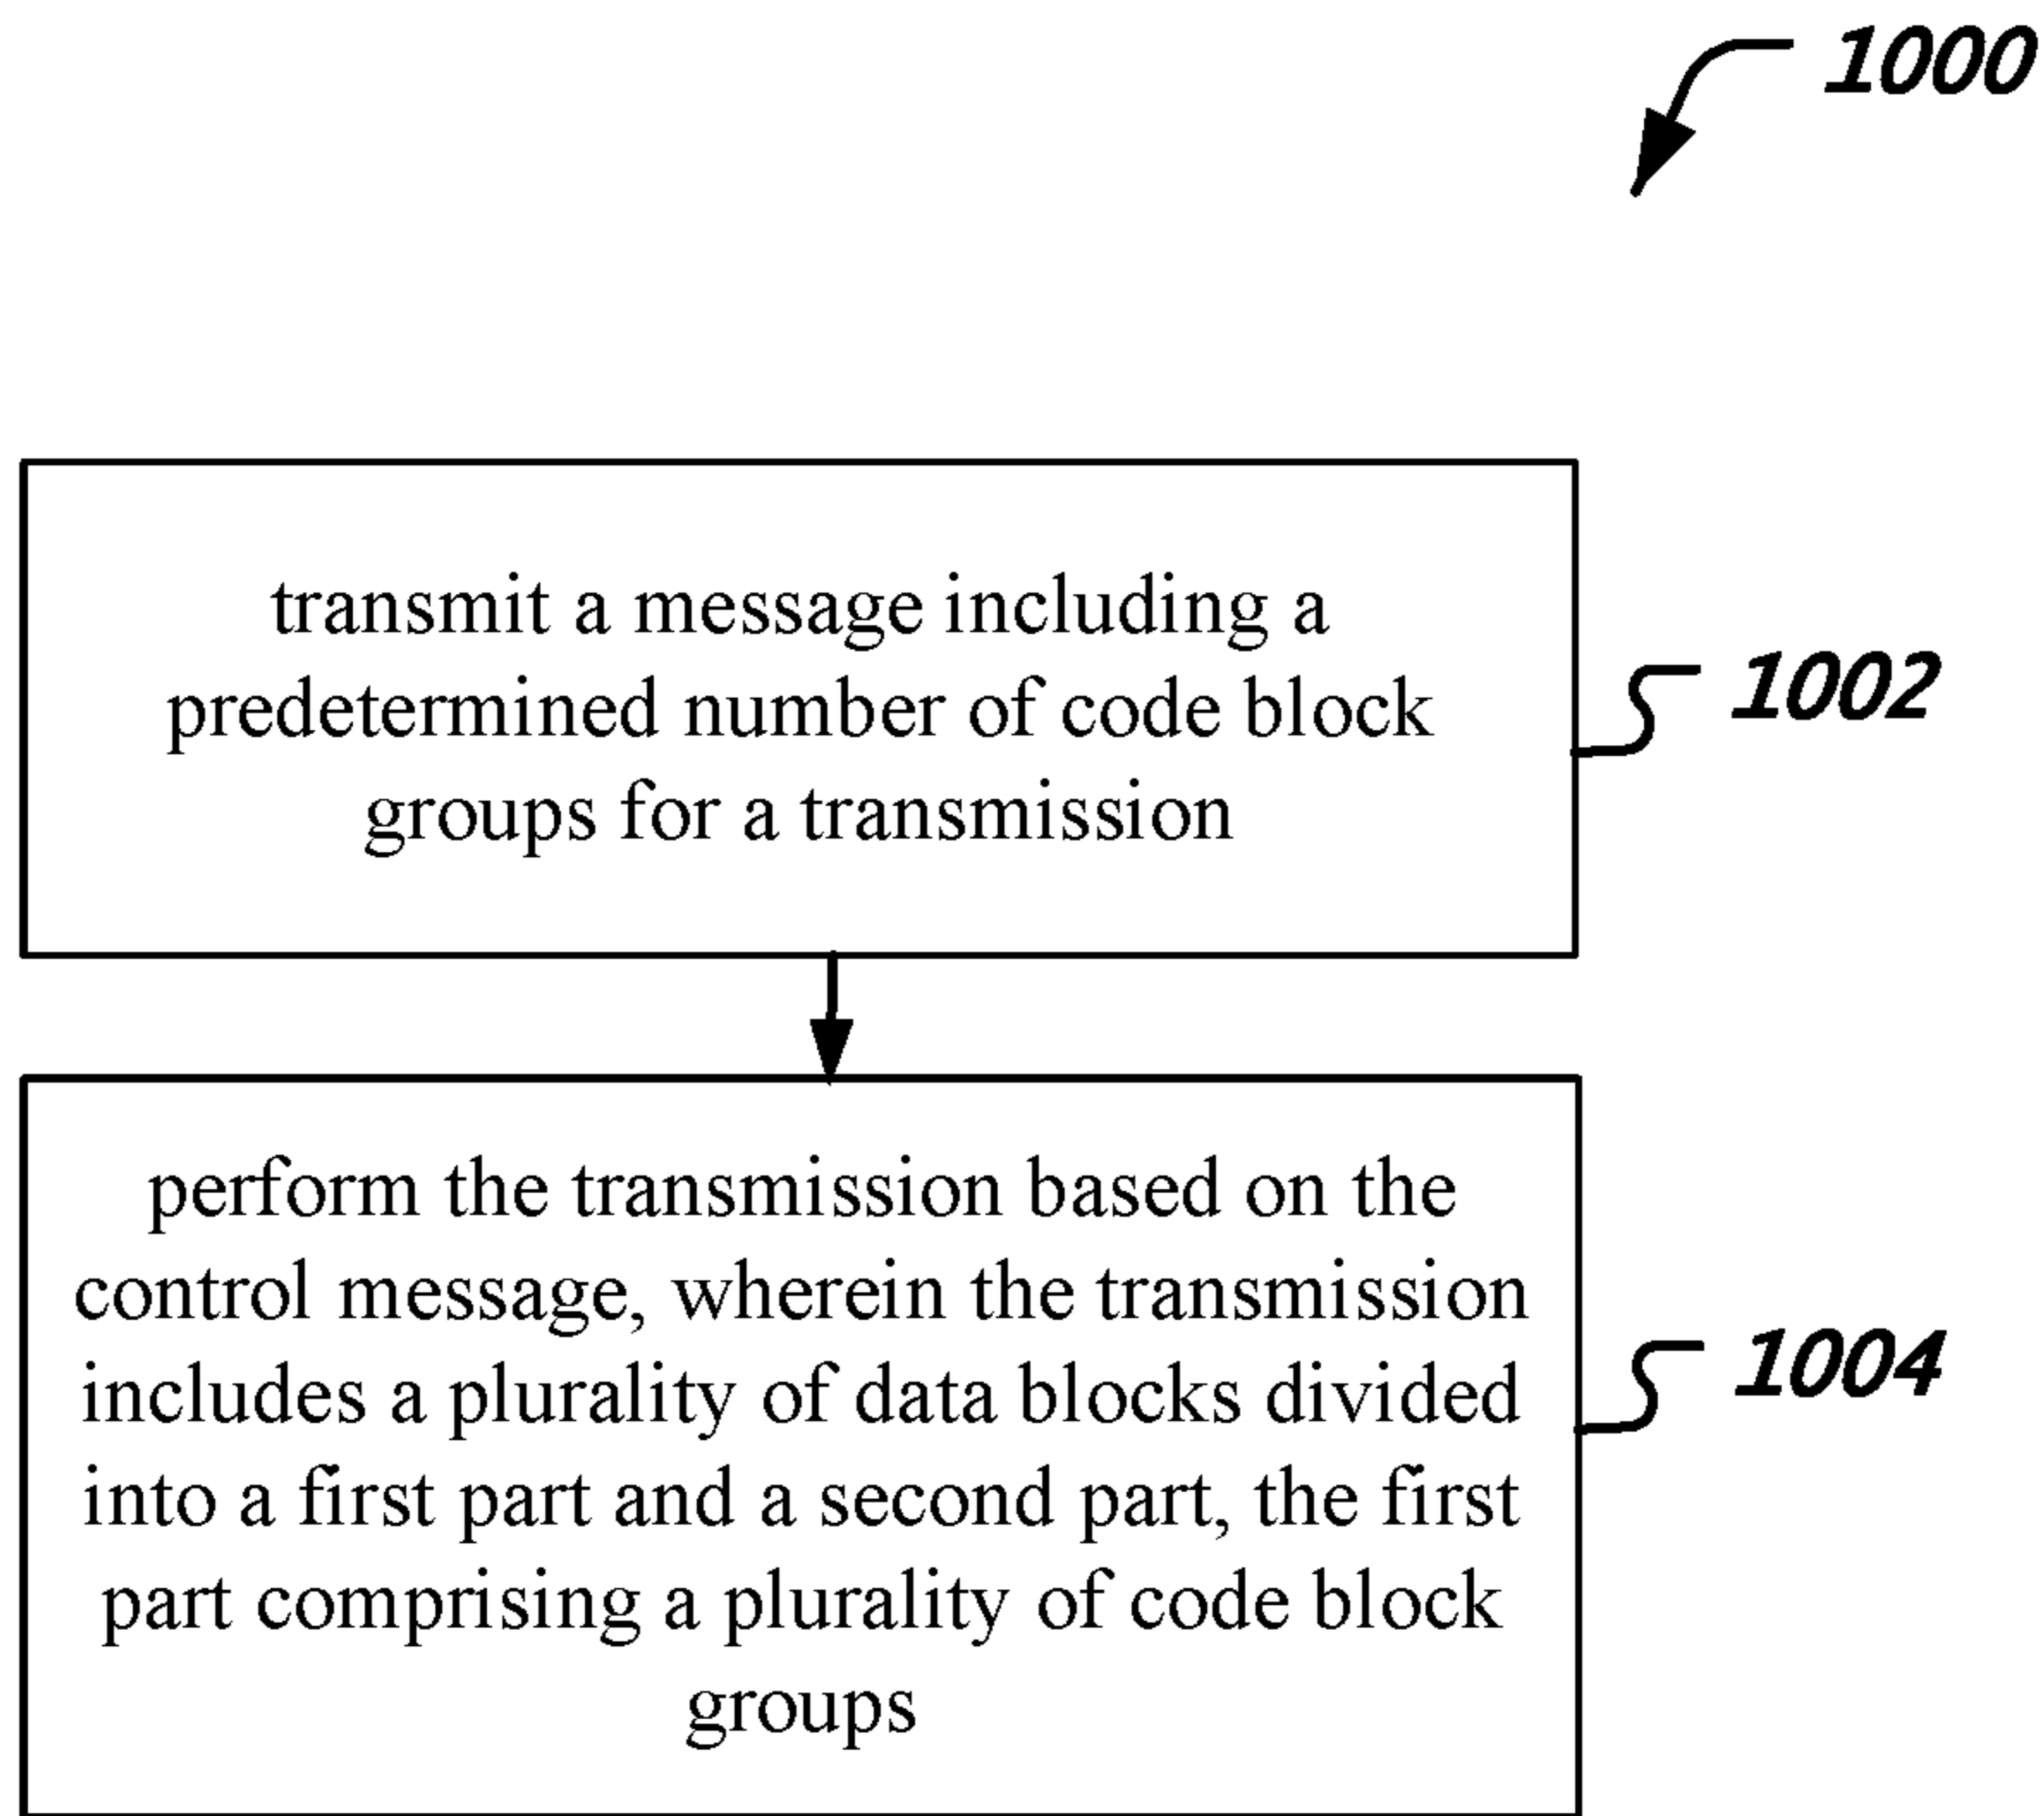 1000
transmit a message including a
predetermined number of code block
groups for a transmission
1002
perform the transmission based on the
control message, wherein the transmission
includes a plurality of data blocks divided
into a first part and a second part, the first
part comprising a plurality of code block
groups
1004